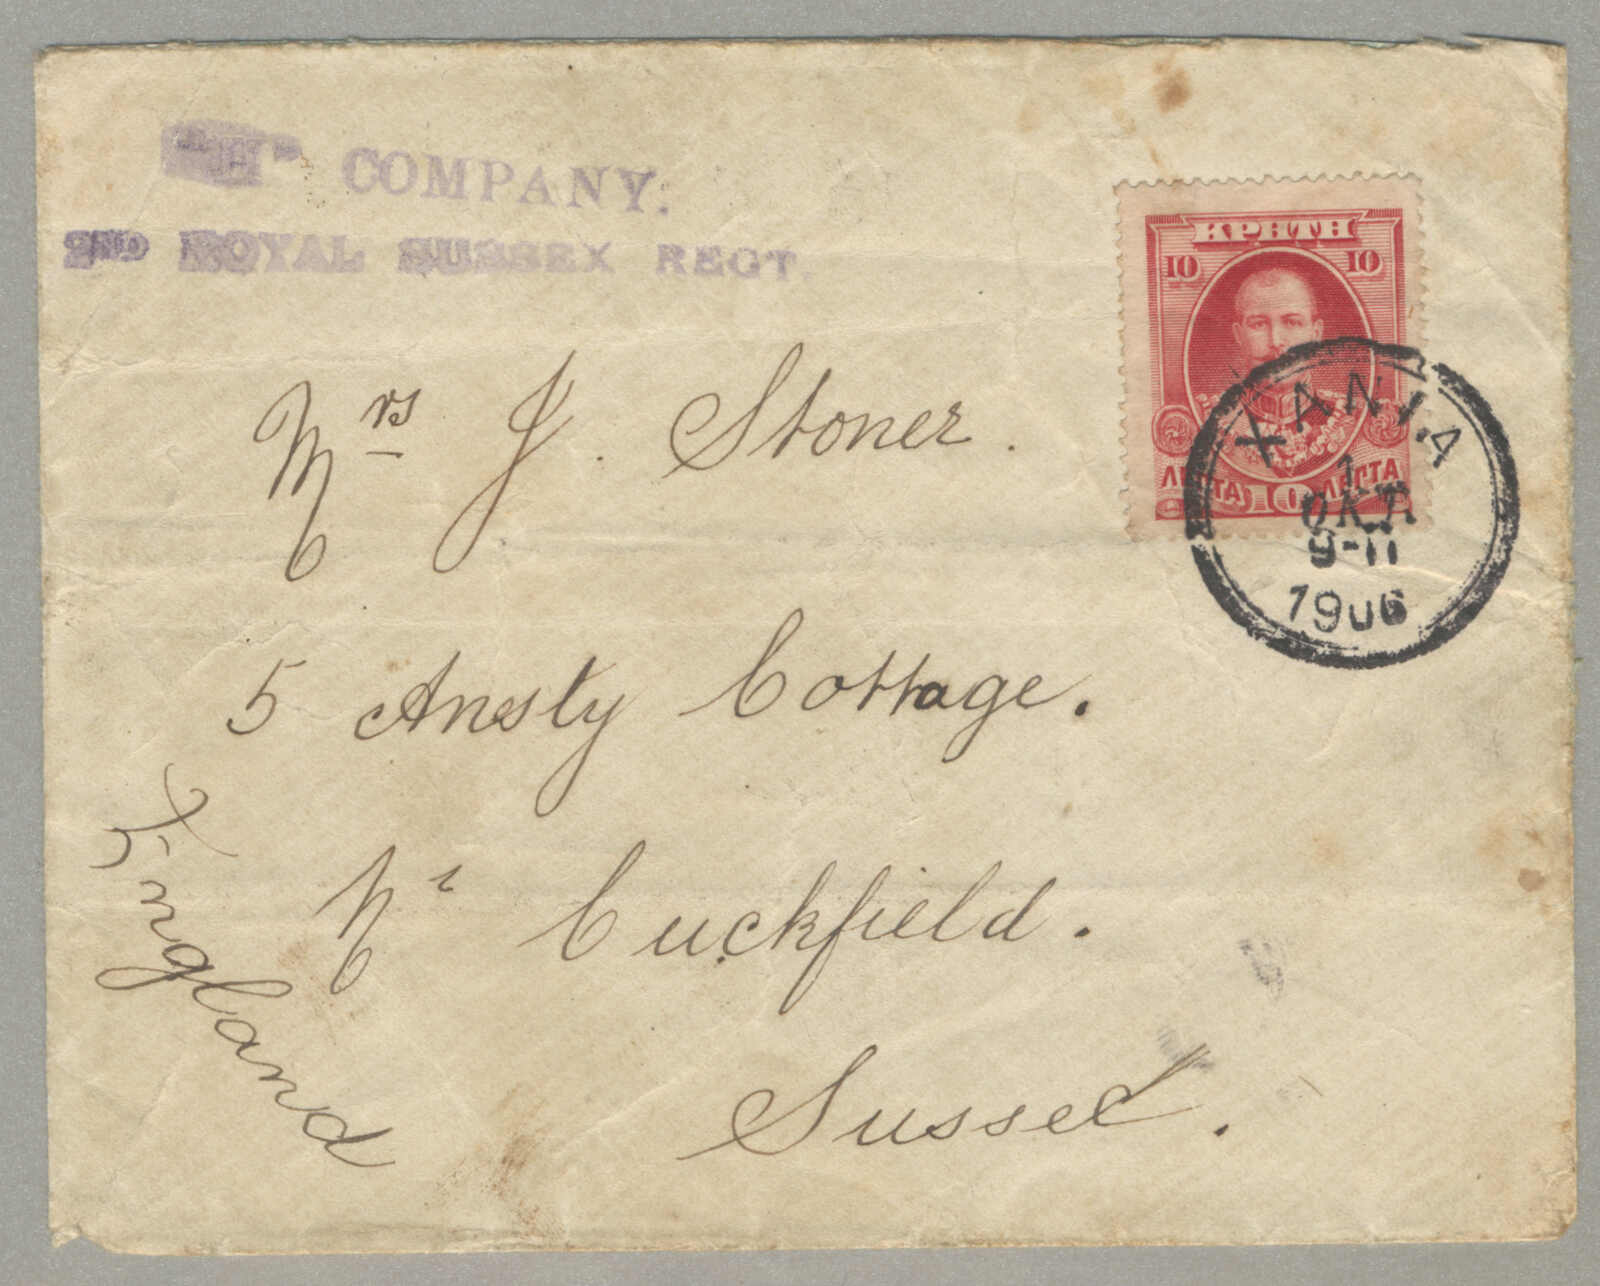 "H" COMPANY.
2ND ROYAL SUSSEX REGT.
ΚΡΗΤΗ
10 10
ΛΕΠΤΑ 10 ΛΕΠΤΑ
ΧΑΝΙΑ
1
ΟΚΤ
9-11
1906
Mrs J. Stoner.
5 Ansty Cottage.
Nr Cuckfield.
Sussex.
England